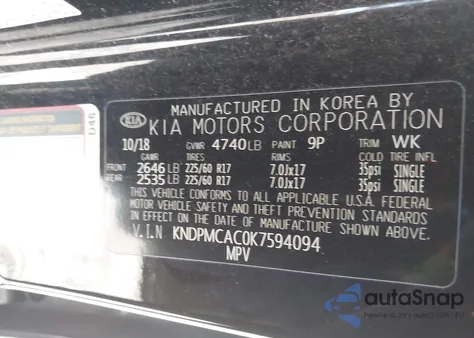 MANUFACTURED IN KOREA BY
KIA KIA MOTORS CORPORATION
10/18 GVWR 4740LB PAINT 9P TRIM WK
GAWR TIRES RIMS COLD TIRE INFL
FRONT 2646 LB 225/60 R17 7.0Jx17 35psi SINGLE
REAR 2535 LB 225/60 R17 7.0Jx17 35psi SINGLE
THIS VEHICLE CONFORMS TO ALL APPLICABLE U.S.A. FEDERAL
MOTOR VEHICLE SAFETY AND THEFT PREVENTION STANDARDS
IN EFFECT ON THE DATE OF MANUFACTURE SHOWN ABOVE.
V.I.N KNDPMCAC0K7594094
MPV
D46
autoSnap